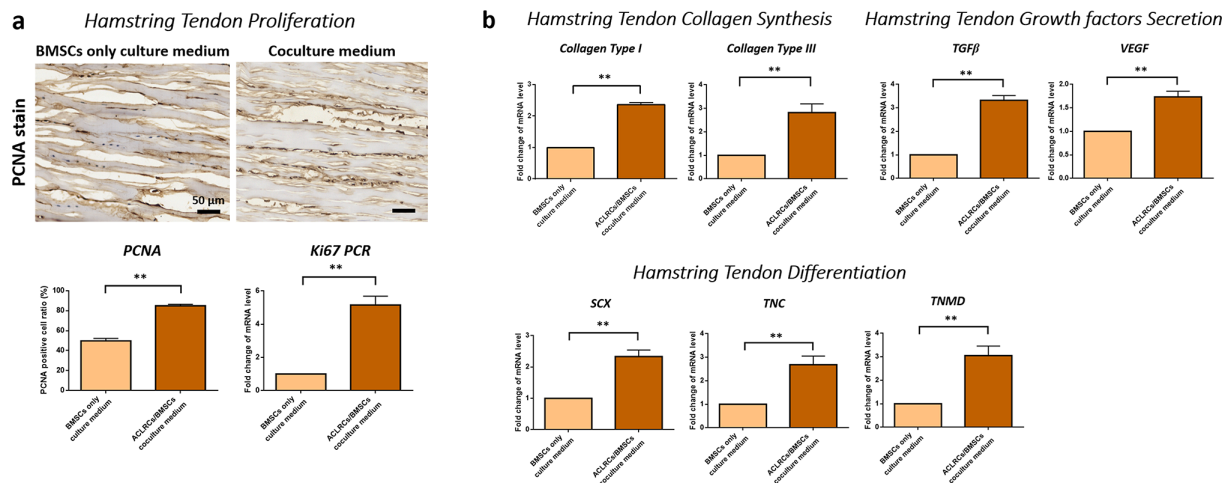 a
Hamstring Tendon Proliferation
BMSCs only culture medium
Coculture medium
PCNA stain
50 µm
PCNA
**
PCNA positive cell ratio (%)
100
80
60
40
20
0
BMSCs only
culture medium
ACLRCs/BMSCs
coculture medium
Ki67 PCR
**
Fold change of mRNA level
6
4
2
0
BMSCs only
culture medium
ACLRCs/BMSCs
coculture medium
b
Hamstring Tendon Collagen Synthesis
Collagen Type I
**
Fold change of mRNA level
3
2
1
0
BMSCs only
culture medium
ACLRCs/BMSCs
coculture medium
Collagen Type III
**
Fold change of mRNA level
4
3
2
1
0
BMSCs only
culture medium
ACLRCs/BMSCs
coculture medium
Hamstring Tendon Growth factors Secretion
TGFβ
**
Fold change of mRNA level
4
3
2
1
0
BMSCs only
culture medium
ACLRCs/BMSCs
coculture medium
VEGF
**
Fold change of mRNA level
2.0
1.5
1.0
0.5
0.0
BMSCs only
culture medium
ACLRCs/BMSCs
coculture medium
Hamstring Tendon Differentiation
SCX
**
Fold change of mRNA level
3
2
1
0
BMSCs only
culture medium
ACLRCs/BMSCs
coculture medium
TNC
**
Fold change of mRNA level
4
3
2
1
0
BMSCs only
culture medium
ACLRCs/BMSCs
coculture medium
TNMD
**
Fold change of mRNA level
4
3
2
1
0
BMSCs only
culture medium
ACLRCs/BMSCs
coculture medium